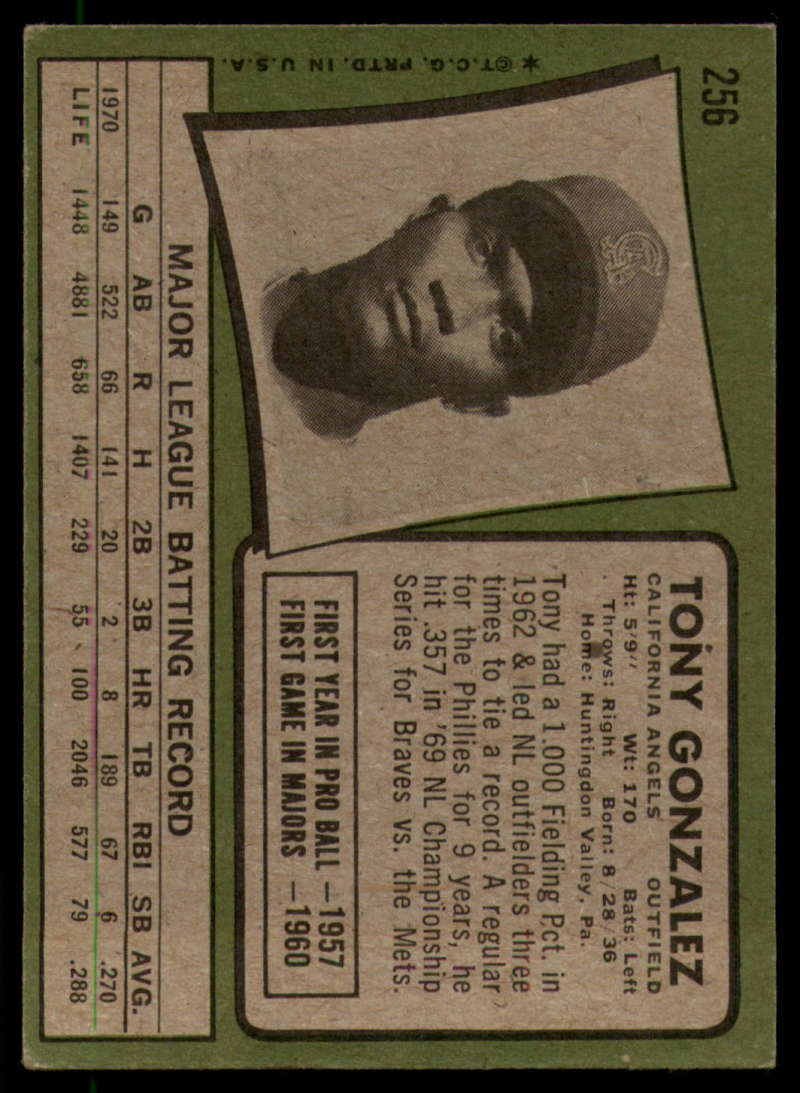 256
TONY GONZALEZ
CALIFORNIA ANGELS OUTFIELD
Ht: 5'9" Wt: 170 Bats: Left
Throws: Right Born: 8/28/36
Home: Huntingdon Valley, Pa.
Tony had a 1.000 Fielding Pct. in
1962 & led NL outfielders three
times to tie a record. A regular
for the Phillies for 9 years, he
hit .357 in '69 NL Championship
Series for Braves vs. the Mets.
FIRST YEAR IN PRO BALL —1957
FIRST GAME IN MAJORS —1960
MAJOR LEAGUE BATTING RECORD
G AB R H 2B 3B HR TB RBI SB AVG.
1970 149 522 66 141 20 2 8 189 67 6 .270
LIFE 1448 4881 658 1407 229 55 100 2046 577 79 .288
*©T.C.G. PRTD. IN U.S.A.